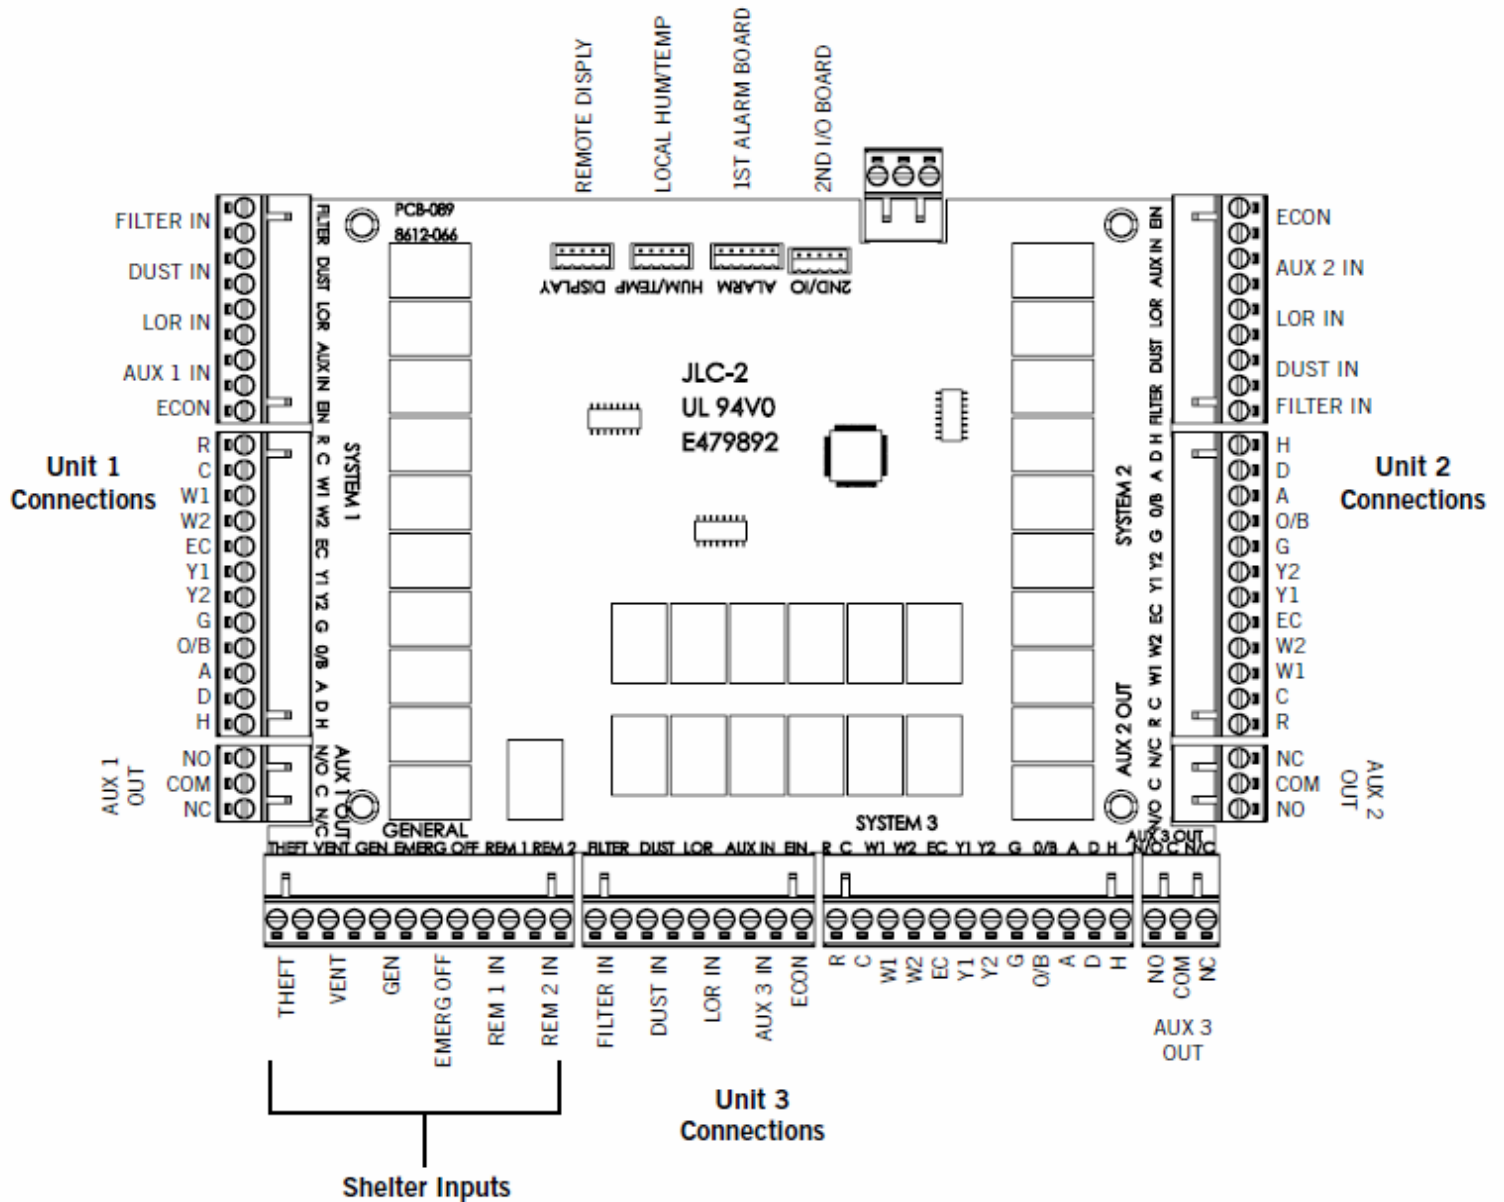 REMOTE DISPLY
LOCAL HUM/TEMP
1ST ALARM BOARD
2ND I/O BOARD
PCB-089
8612-066
DISPLAY
HUM/TEMP
ALARM
2ND/IO
JLC-2
UL 94V0
E479892
FILTER IN
DUST IN
LOR IN
AUX 1 IN
ECON
R
C
W1
W2
EC
Y1
Y2
G
O/B
A
D
H
NO
COM
NC
AUX 1
OUT
Unit 1
Connections
FILTER
DUST
LOR
AUX IN
EIN
R
C
W1
W2
EC
Y1
Y2
G
O/B
A
D
H
N/O
C
N/C
SYSTEM 1
AUX 1 OUT
EIN
AUX IN
LOR
DUST
FILTER
H
D
A
O/B
G
Y2
Y1
EC
W2
W1
C
R
N/C
C
N/O
SYSTEM 2
AUX 2 OUT
ECON
AUX 2 IN
LOR IN
DUST IN
FILTER IN
H
D
A
O/B
G
Y2
Y1
EC
W2
W1
C
R
NC
COM
NO
AUX 2
OUT
Unit 2
Connections
GENERAL
SYSTEM 3
AUX 3 OUT
THEFT VENT GEN EMERG OFF REM 1 REM 2 FILTER DUST LOR AUX IN EIN R C W1 W2 EC Y1 Y2 G O/B A D H N/O C N/C
THEFT
VENT
GEN
EMERG OFF
REM 1 IN
REM 2 IN
FILTER IN
DUST IN
LOR IN
AUX 3 IN
ECON
R
C
W1
W2
EC
Y1
Y2
G
O/B
A
D
H
NO
COM
NC
AUX 3
OUT
Unit 3
Connections
Shelter Inputs